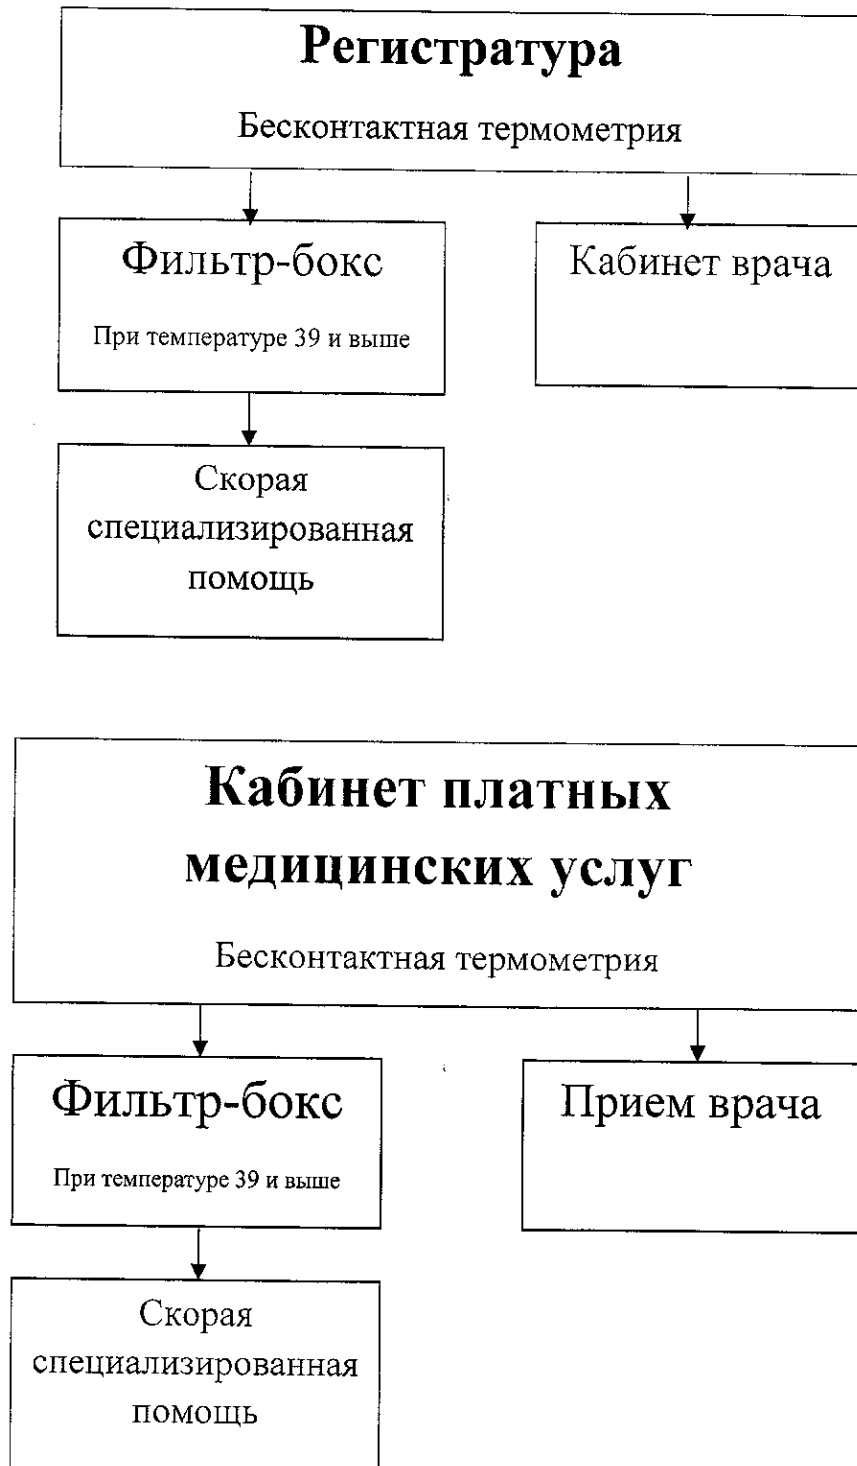 Регистратура
Бесконтактная термометрия
Фильтр-бокс
При температуре 39 и выше
Кабинет врача
Скорая
специализированная
помощь
Кабинет платных
медицинских услуг
Бесконтактная термометрия
Фильтр-бокс
При температуре 39 и выше
Прием врача
Скорая
специализированная
помощь